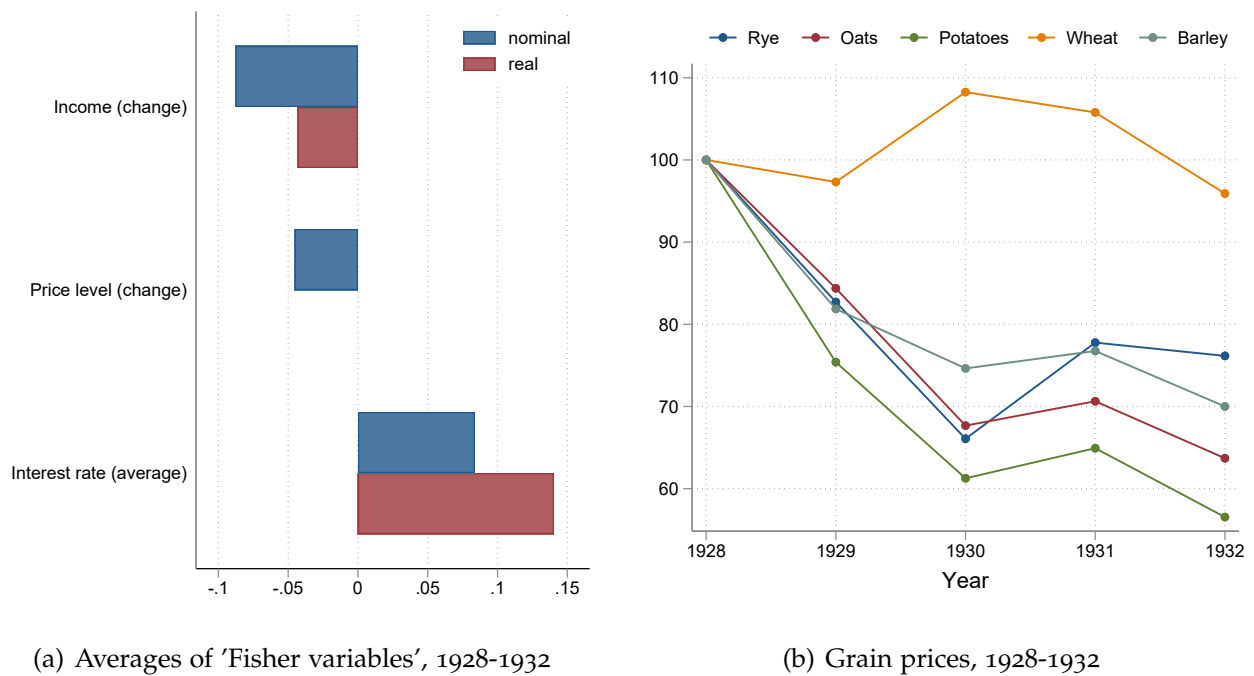 nominal
real
Income (change)
Price level (change)
Interest rate (average)
-.1 -.05 0 .05 .1 .15
(a) Averages of ’Fisher variables’, 1928-1932
Rye Oats Potatoes Wheat Barley
110
100
90
80
70
60
1928 1929 1930 1931 1932
Year
(b) Grain prices, 1928-1932